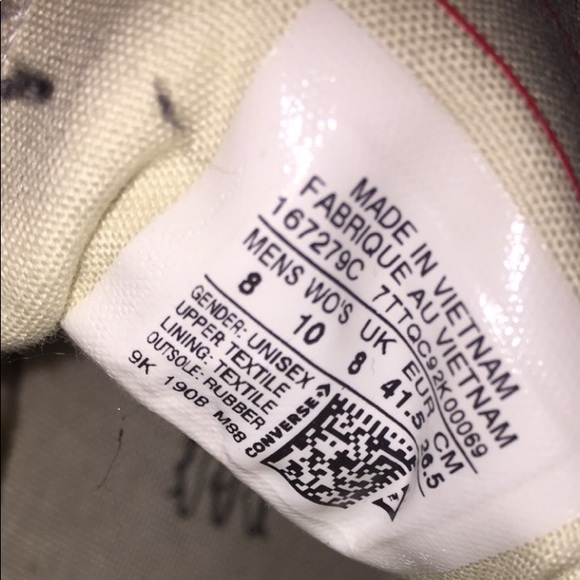 MADE IN VIETNAM
FABRIQUE AU VIETNAM
167279C 7TTQC92K00069
MENS WO'S UK EUR CM
8 10 8 41.5 26.5
GENDER: UNISEX
UPPER: TEXTILE
LINING: TEXTILE
OUTSOLE: RUBBER
9K 1908 M88
CONVERSE
TM